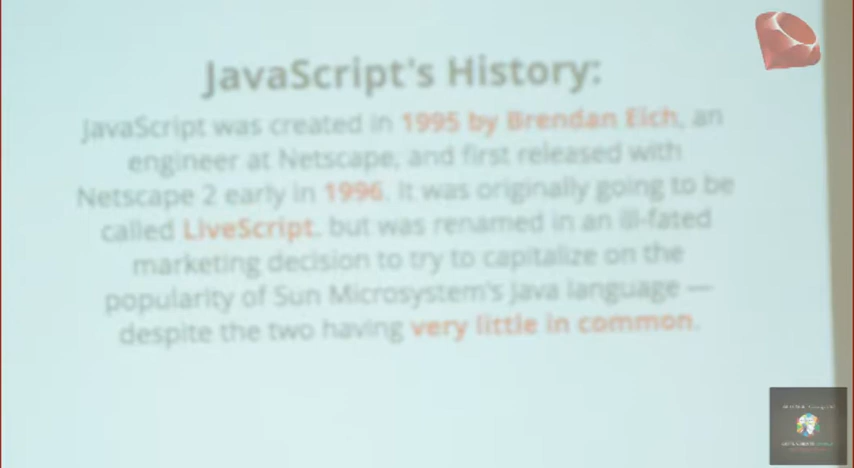 JavaScript's History:
JavaScript was created in 1995 by Brendan Eich, an
engineer at Netscape, and first released with
Netscape 2 early in 1996. It was originally going to be
called LiveScript, but was renamed in an ill-fated
marketing decision to try to capitalize on the
popularity of Sun Microsystem's Java language —
despite the two having very little in common.